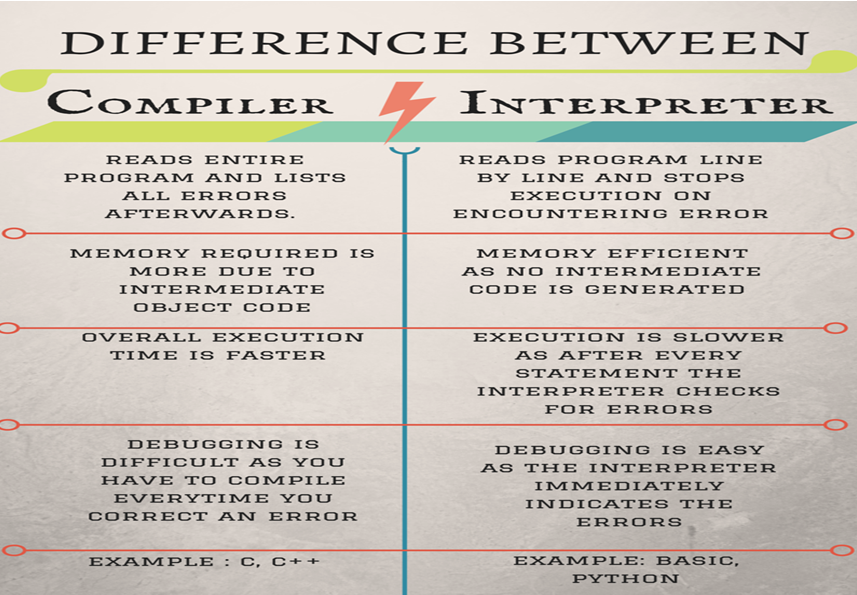 DIFFERENCE BETWEEN
COMPILER
INTERPRETER
READS ENTIRE
PROGRAM AND LISTS
ALL ERRORS
AFTERWARDS.
READS PROGRAM LINE
BY LINE AND STOPS
EXECUTION ON
ENCOUNTERING ERROR
MEMORY REQUIRED IS
MORE DUE TO
INTERMEDIATE
OBJECT CODE
MEMORY EFFICIENT
AS NO INTERMEDIATE
CODE IS GENERATED
OVERALL EXECUTION
TIME IS FASTER
EXECUTION IS SLOWER
AS AFTER EVERY
STATEMENT THE
INTERPRETER CHECKS
FOR ERRORS
DEBUGGING IS
DIFFICULT AS YOU
HAVE TO COMPILE
EVERYTIME YOU
CORRECT AN ERROR
DEBUGGING IS EASY
AS THE INTERPRETER
IMMEDIATELY
INDICATES THE
ERRORS
EXAMPLE : C, C++
EXAMPLE: BASIC,
PYTHON